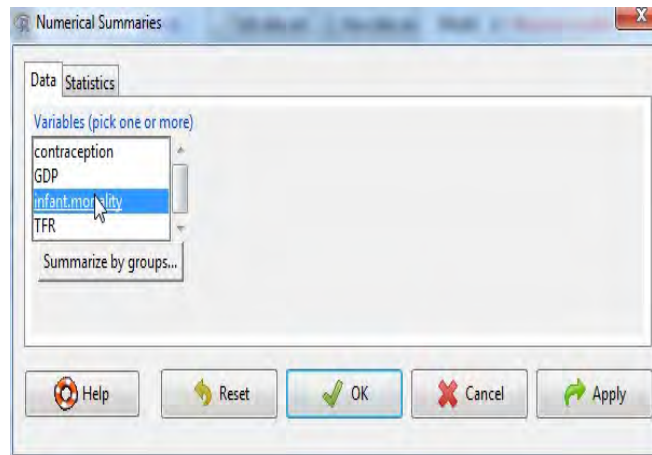 Numerical Summaries
Data Statistics
Variables (pick one or more)
contraception
GDP
infant.mortality
TFR
Summarize by groups...
Help Reset OK Cancel Apply